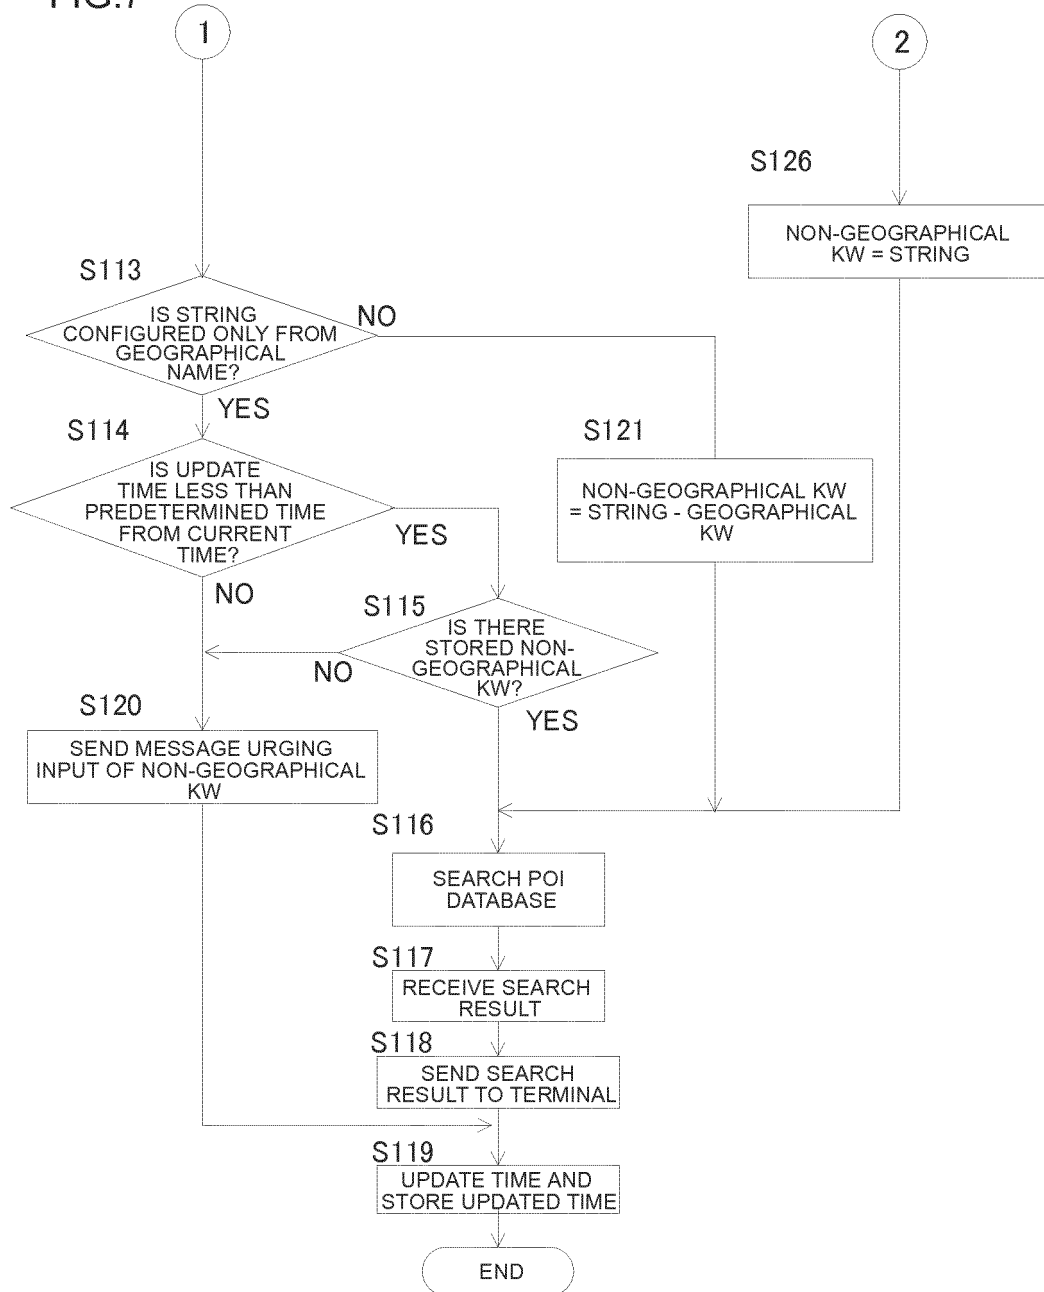 FIG.7
1
2
S126
NON-GEOGRAPHICAL
KW = STRING
S113
IS STRING
CONFIGURED ONLY FROM
GEOGRAPHICAL
NAME?
NO
YES
S114
IS UPDATE
TIME LESS THAN
PREDETERMINED TIME
FROM CURRENT
TIME?
YES
NO
S121
NON-GEOGRAPHICAL KW
= STRING - GEOGRAPHICAL
KW
S115
IS THERE
STORED NON-
GEOGRAPHICAL
KW?
NO
YES
S120
SEND MESSAGE URGING
INPUT OF NON-GEOGRAPHICAL
KW
S116
SEARCH POI
DATABASE
S117
RECEIVE SEARCH
RESULT
S118
SEND SEARCH
RESULT TO TERMINAL
S119
UPDATE TIME AND
STORE UPDATED TIME
END